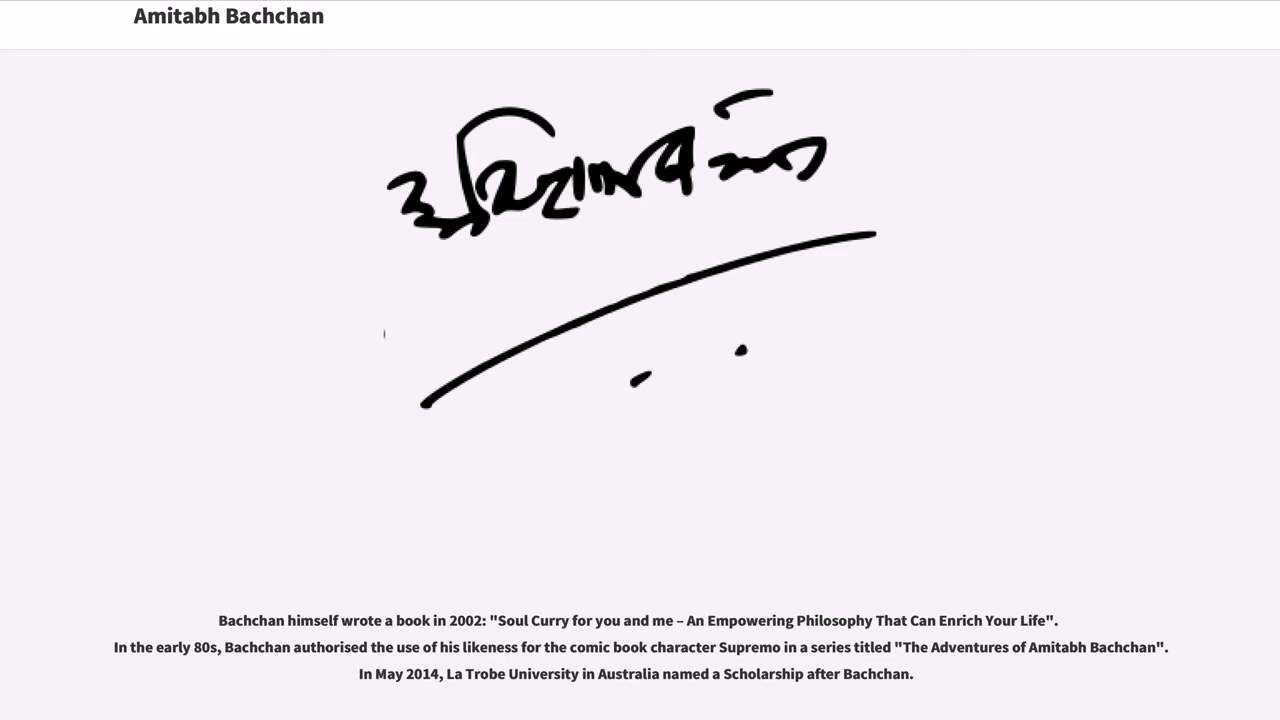 Amitabh Bachchan
Bachchan himself wrote a book in 2002: "Soul Curry for you and me – An Empowering Philosophy That Can Enrich Your Life".
In the early 80s, Bachchan authorised the use of his likeness for the comic book character Supremo in a series titled "The Adventures of Amitabh Bachchan".
In May 2014, La Trobe University in Australia named a Scholarship after Bachchan.